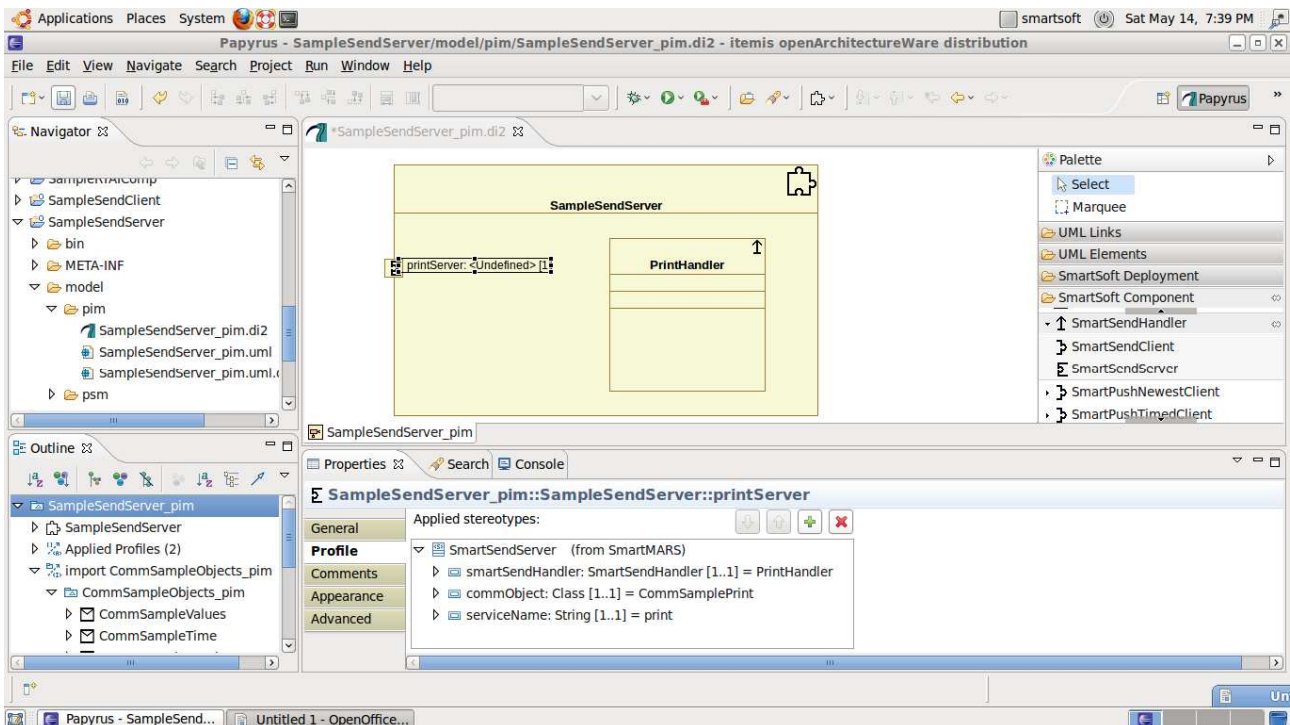 Applications Places System
smartsoft Sat May 14, 7:39 PM
Papyrus - SampleSendServer/model/pim/SampleSendServer_pim.di2 - itemis openArchitectureWare distribution
File Edit View Navigate Search Project Run Window Help
Papyrus »
Navigator
SampleRTAIComp
SampleSendClient
SampleSendServer
bin
META-INF
model
pim
SampleSendServer_pim.di2
SampleSendServer_pim.uml
SampleSendServer_pim.uml.
psm
*SampleSendServer_pim.di2
SampleSendServer
printServer: <Undefined> [1
PrintHandler
SampleSendServer_pim
Palette
Select
Marquee
UML Links
UML Elements
SmartSoft Deployment
SmartSoft Component
SmartSendHandler
SmartSendClient
SmartSendServer
SmartPushNewestClient
SmartPushTimedClient
Outline
SampleSendServer_pim
SampleSendServer
Applied Profiles (2)
import CommSampleObjects_pim
CommSampleObjects_pim
CommSampleValues
CommSampleTime
Properties Search Console
SampleSendServer_pim::SampleSendServer::printServer
General
Profile
Comments
Appearance
Advanced
Applied stereotypes:
SmartSendServer (from SmartMARS)
smartSendHandler: SmartSendHandler [1..1] = PrintHandler
commObject: Class [1..1] = CommSamplePrint
serviceName: String [1..1] = print
Un
Papyrus - SampleSend... Untitled 1 - OpenOffice...